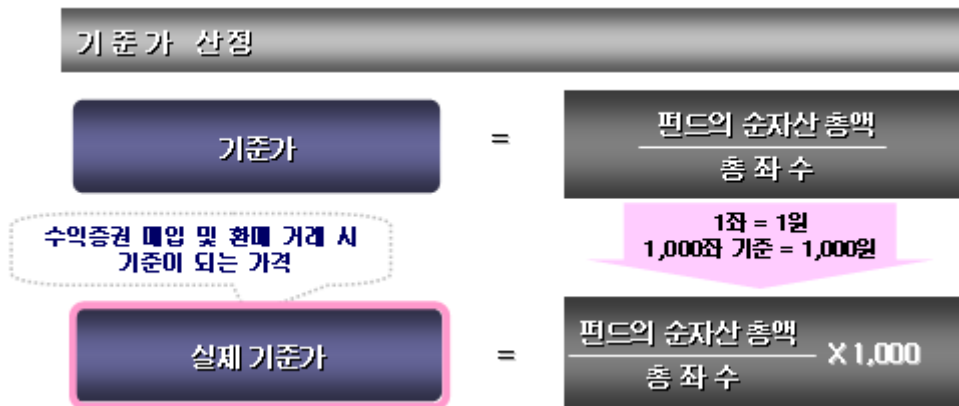 기준가 산정
기준가
=
펀드의 순자산 총액
총 좌 수
수익증권 매입 및 환매 거래 시
기준이 되는 가격
1좌 = 1원
1,000좌 기준 = 1,000원
실제 기준가
=
펀드의 순자산 총액
총 좌 수
X 1,000